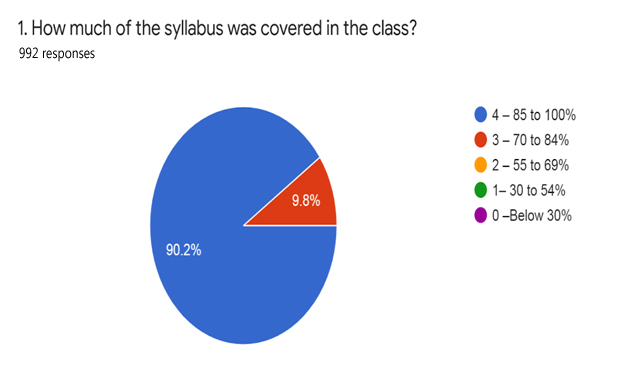 1. How much of the syllabus was covered in the class?
992 responses
4 – 85 to 100%
3 – 70 to 84%
2 – 55 to 69%
1– 30 to 54%
0 –Below 30%
9.8%
90.2%